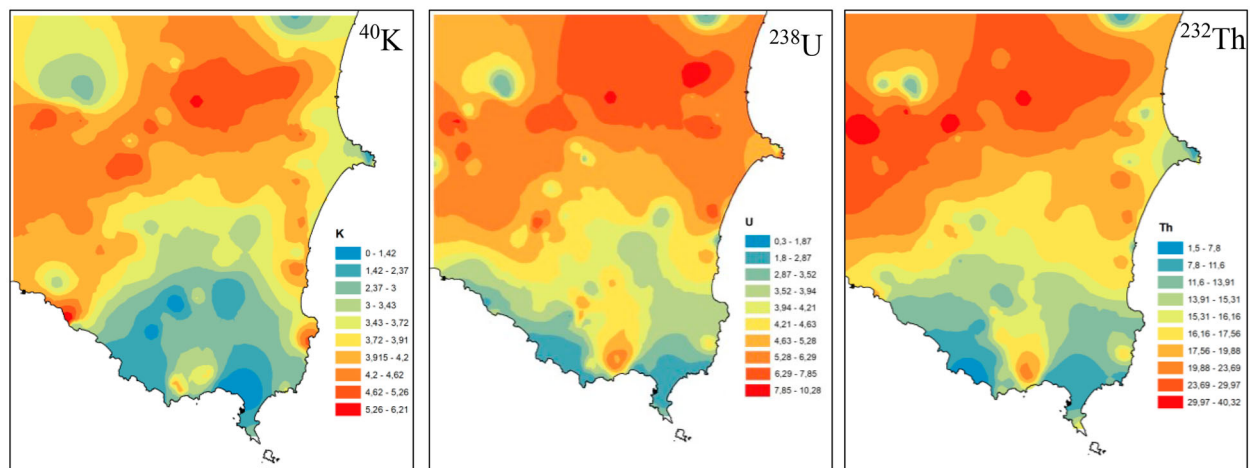 ⁴⁰K
K
0 - 1,42
1,42 - 2,37
2.37 - 3
3 - 3,43
3.43 - 3,72
3.72 - 3,91
3,915 - 4,2
4,2 - 4,62
4,62 - 5,26
5,26 - 6,21
²³⁸U
U
0,3 - 1,87
1,8 - 2,87
2.87 - 3,52
3,52 - 3,94
3.94 - 4,21
4.21 - 4,63
4,63 - 5,28
5,28 - 6,29
6,29 - 7,85
7,85 - 10,28
²³²Th
Th
1,5 - 7,8
7,8 - 11,6
11,6 - 13,91
13,91 - 15,31
15,31 - 16,16
16,16 - 17,56
17,56 - 19,88
19,88 - 23,69
23,69 - 29,97
29,97 - 40,32